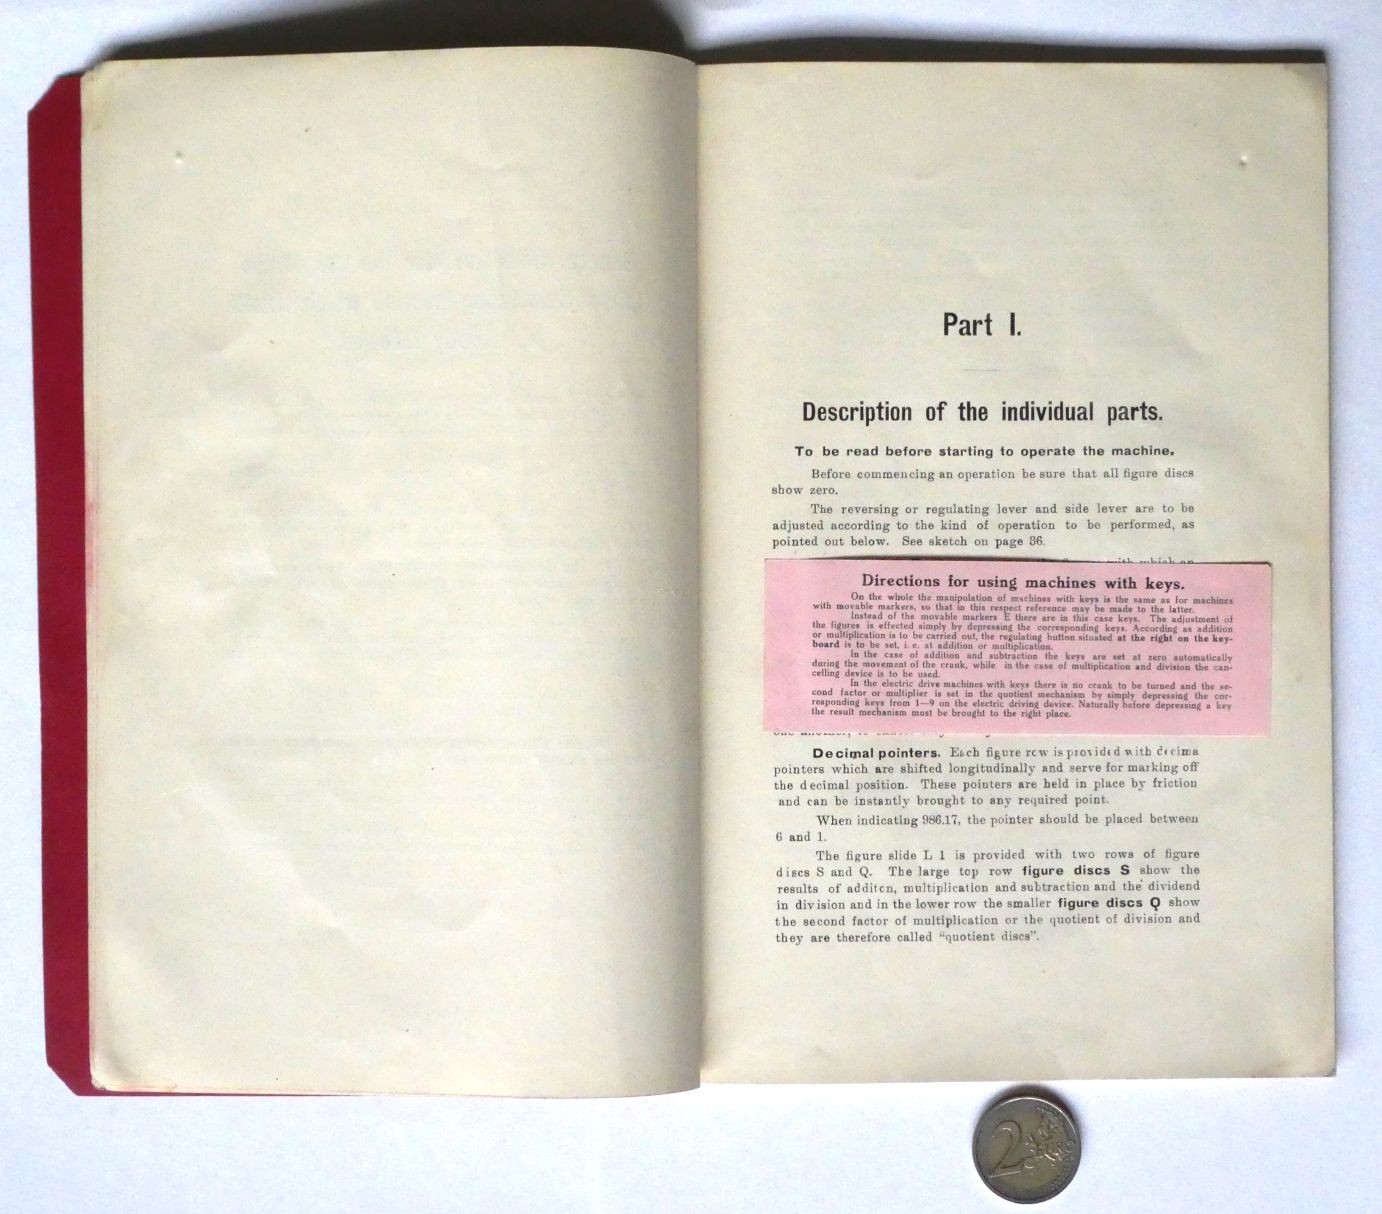 Part I.
Description of the individual parts.
To be read before starting to operate the machine.
Before commencing an operation be sure that all figure discs
show zero.
The reversing or regulating lever and side lever are to be
adjusted according to the kind of operation to be performed, as
pointed out below. See sketch on page 36.
with which an
Directions for using machines with keys.
On the whole the manipulation of machines with keys is the same as for machines
with movable markers, so that in this respect reference may be made to the latter.
Instead of the movable markers E there are in this case keys. The adjustment of
the figures is effected simply by depressing the corresponding keys. According as addition
or multiplication is to be carried out, the regulating button situated at the right on the key-
board is to be set, i. e. at addition or multiplication.
In the case of addition and subtraction the keys are set at zero automatically
during the movement of the crank, while in the case of multiplication and division the can-
celling device is to be used.
In the electric drive machines with keys there is no crank to be turned and the se-
cond factor or multiplier is set in the quotient mechanism by simply depressing the cor-
responding keys from 1—9 on the electric driving device. Naturally before depressing a key
the result mechanism must be brought to the right place.
Decimal pointers. Each figure row is provided with decima
pointers which are shifted longitudinally and serve for marking off
the decimal position. These pointers are held in place by friction
and can be instantly brought to any required point.
When indicating 986.17, the pointer should be placed between
6 and 1.
The figure slide L 1 is provided with two rows of figure
discs S and Q. The large top row figure discs S show the
results of additcn, multiplication and subtraction and the dividend
in division and in the lower row the smaller figure discs Q show
the second factor of multiplication or the quotient of division and
they are therefore called “quotient discs”.
2
EURO